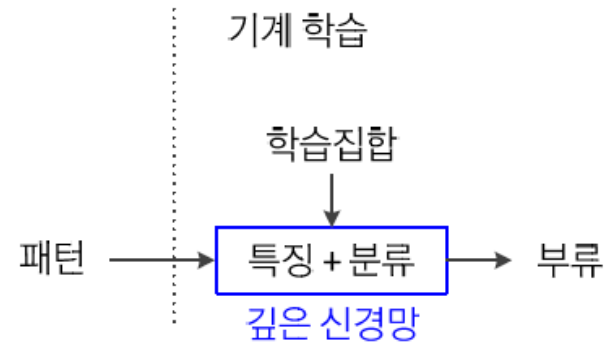 기계 학습
학습집합
패턴
특징 + 분류
부류
깊은 신경망